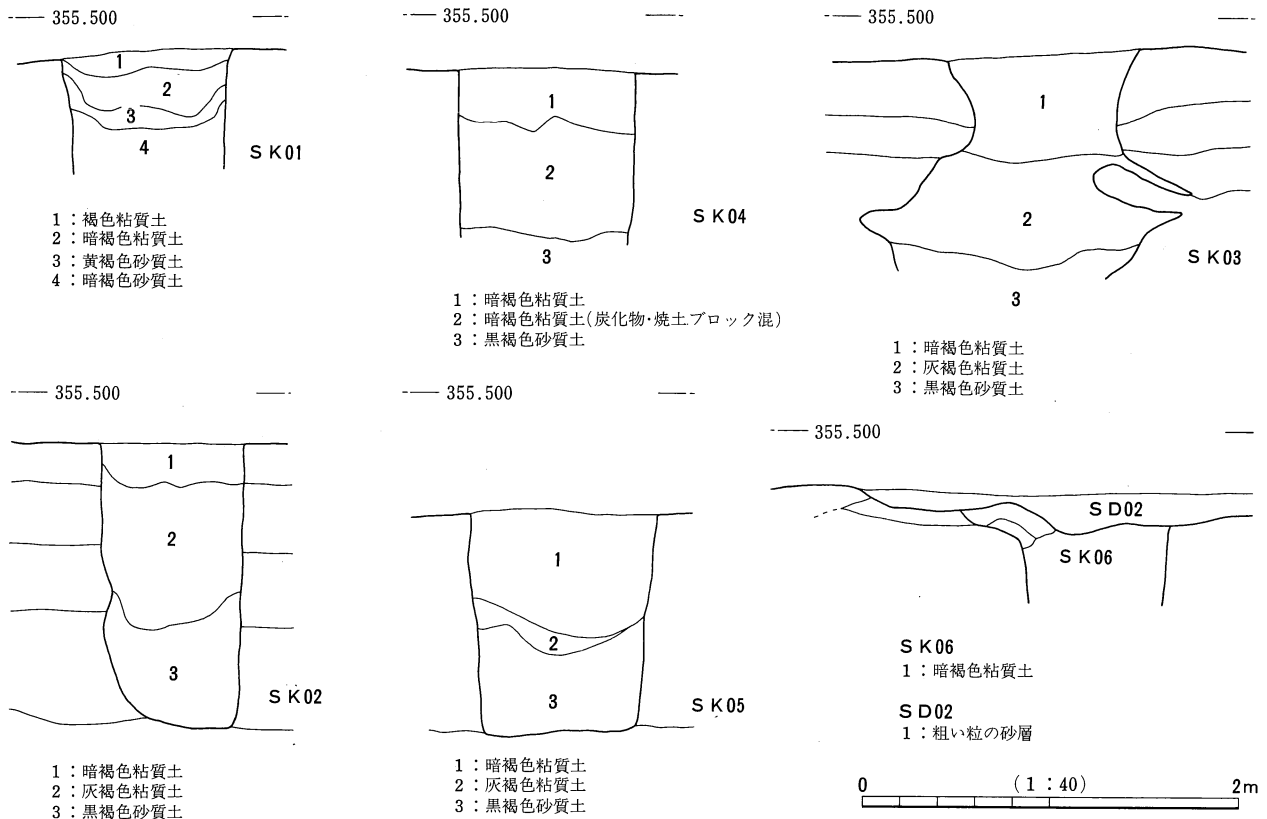 355.500
1
2
3
4
ＳＫ01
1：褐色粘質土
2：暗褐色粘質土
3：黄褐色砂質土
4：暗褐色砂質土
355.500
1
2
3
ＳＫ04
1：暗褐色粘質土
2：暗褐色粘質土(炭化物･焼土ブロック混)
3：黒褐色砂質土
355.500
1
2
3
ＳＫ03
1：暗褐色粘質土
2：灰褐色粘質土
3：黒褐色砂質土
355.500
1
2
3
ＳＫ02
1：暗褐色粘質土
2：灰褐色粘質土
3：黒褐色砂質土
355.500
1
2
3
ＳＫ05
1：暗褐色粘質土
2：灰褐色粘質土
3：黒褐色砂質土
355.500
ＳＤ02
ＳＫ06
ＳＫ06
1：暗褐色粘質土
ＳＤ02
1：粗い粒の砂層
0 (1：40) 2m